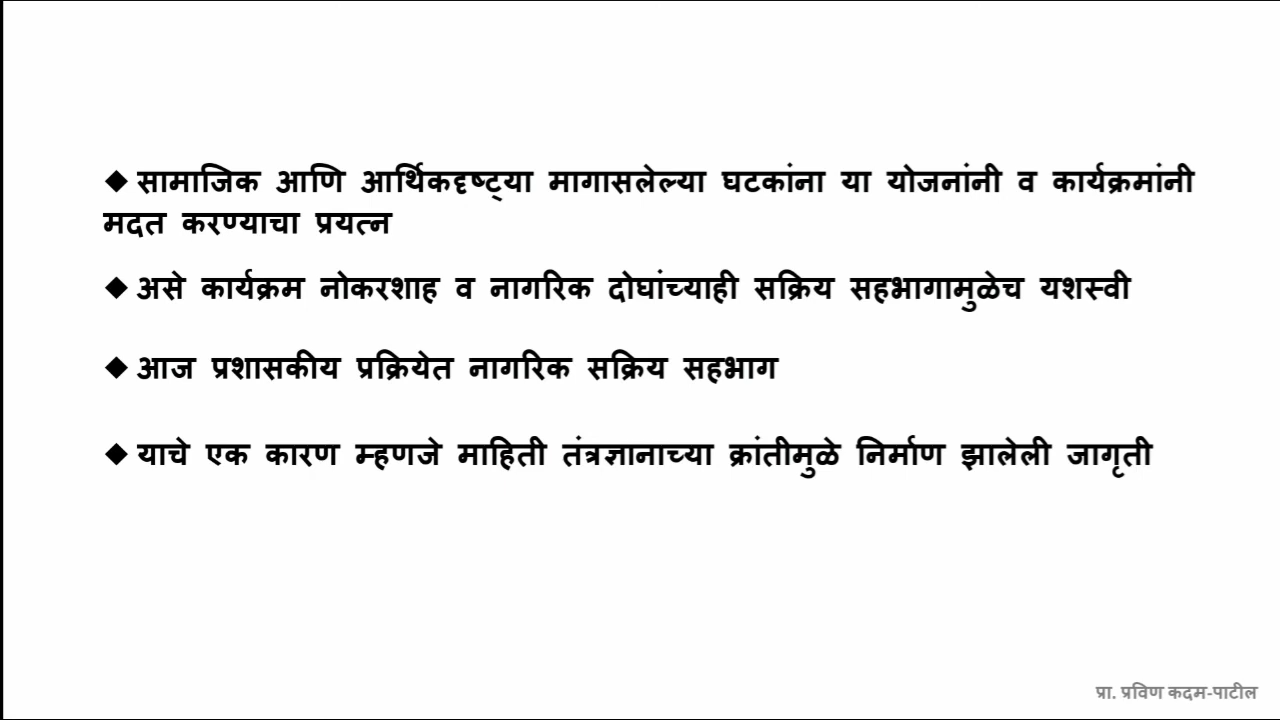 ◆ सामाजिक आणि आर्थिकदृष्ट्या मागासलेल्या घटकांना या योजनांनी व कार्यक्रमांनी
मदत करण्याचा प्रयत्न
◆ असे कार्यक्रम नोकरशाह व नागरिक दोघांच्याही सक्रिय सहभागामुळेच यशस्वी
◆ आज प्रशासकीय प्रक्रियेत नागरिक सक्रिय सहभाग
◆ याचे एक कारण म्हणजे माहिती तंत्रज्ञानाच्या क्रांतीमुळे निर्माण झालेली जागृती
प्रा. प्रविण कदम-पाटील